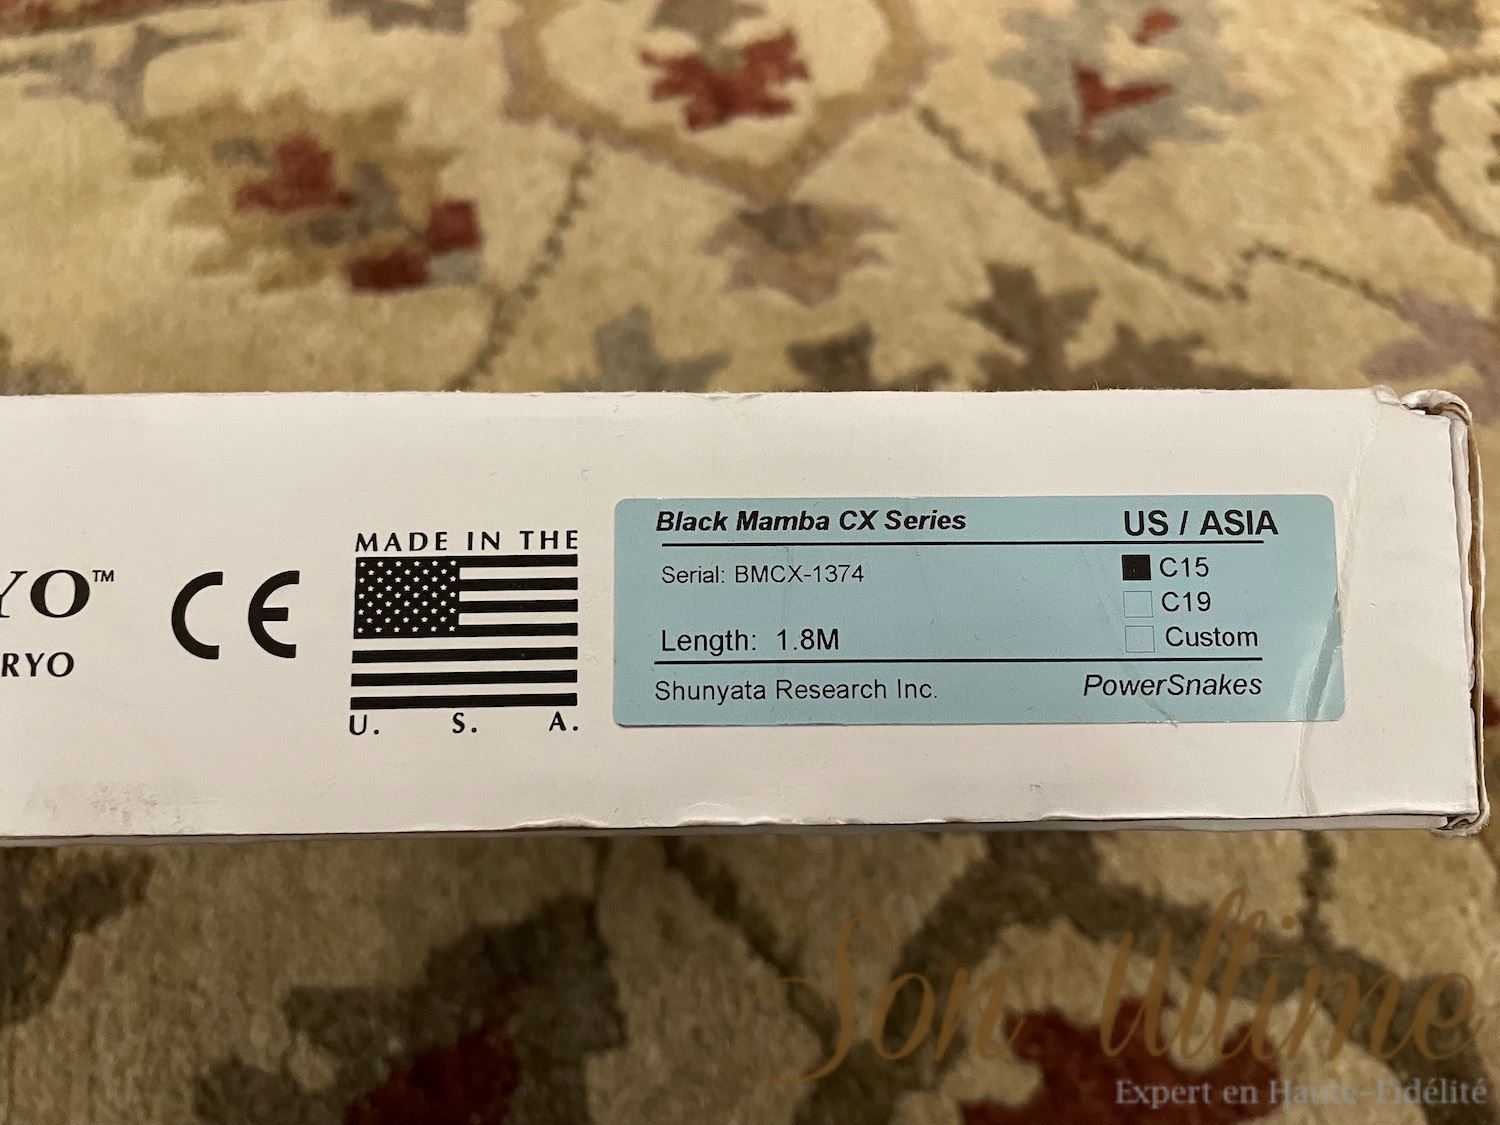 YO™
RYO
CE
MADE IN THE
U. S. A.
Black Mamba CX Series
US / ASIA
Serial: BMCX-1374
C15
C19
Length: 1.8M
Custom
Shunyata Research Inc.
PowerSnakes
Son Ultime
Expert en Haute-Fidélité